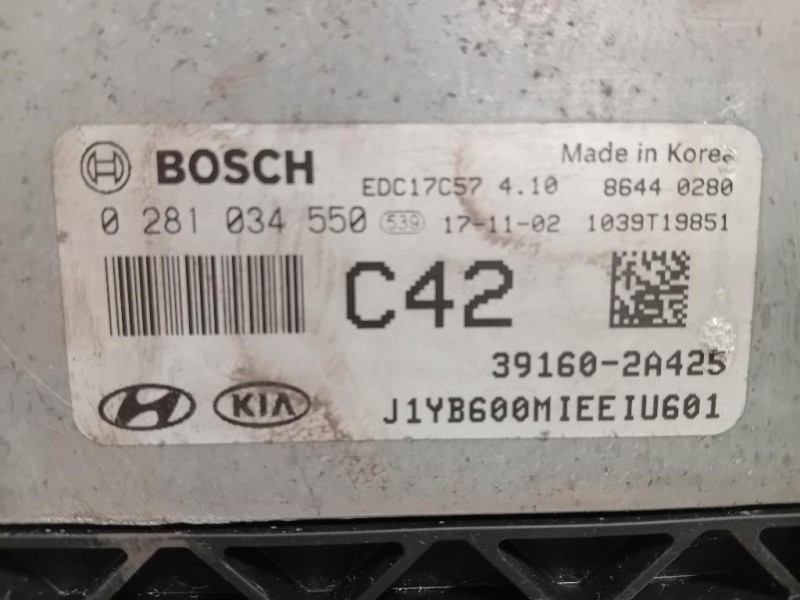 BOSCH
Made in Korea
EDC17C57 4.10 8644 0280
0 281 034 550 539 17-11-02 1039T19851
C42
39160-2A425
KIA J1YB600MIEEIU601